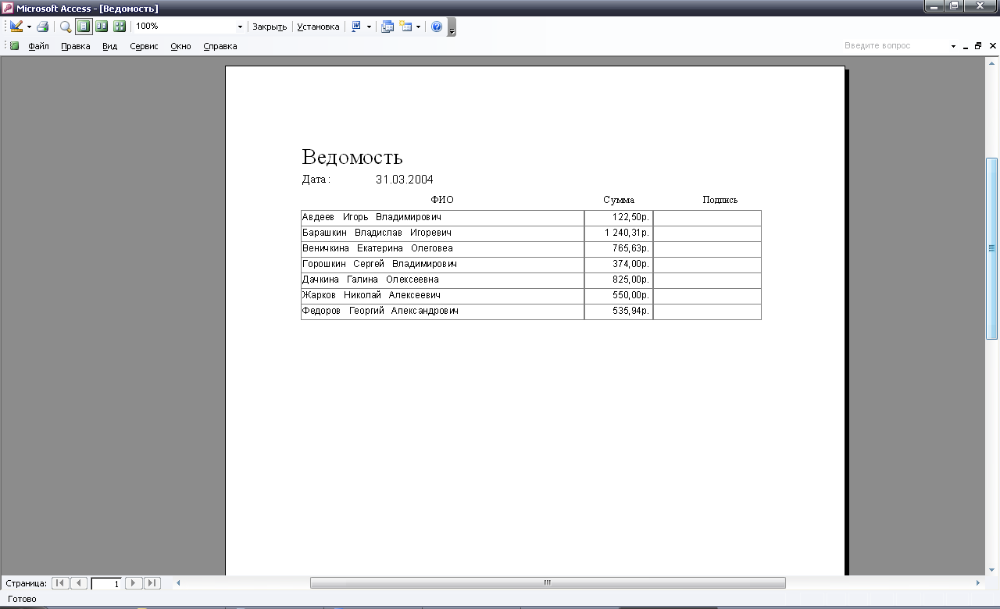 Microsoft Access - [Ведомость]
100% Закрыть Установка
Файл Правка Вид Сервис Окно Справка Введите вопрос
Ведомость
Дата : 31.03.2004
ФИО Сумма Подпись
Авдеев Игорь Владимирович 122,50р.
Барашкин Владислав Игоревич 1 240,31р.
Веничкина Екатерина Олеговеа 765,63р.
Горошкин Сергей Владимирович 374,00р.
Дачкина Галина Олексеевна 825,00р.
Жарков Николай Алексеевич 550,00р.
Федоров Георгий Александрович 535,94р.
Страница: 1
Готово